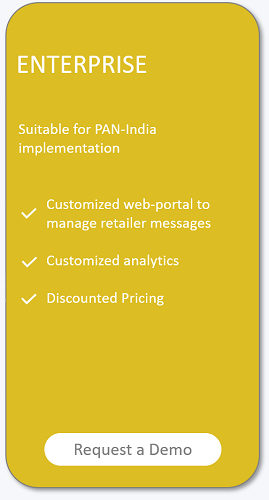 ENTERPRISE
Suitable for PAN-India
implementation
Customized web-portal to
manage retailer messages
Customized analytics
Discounted Pricing
Request a Demo